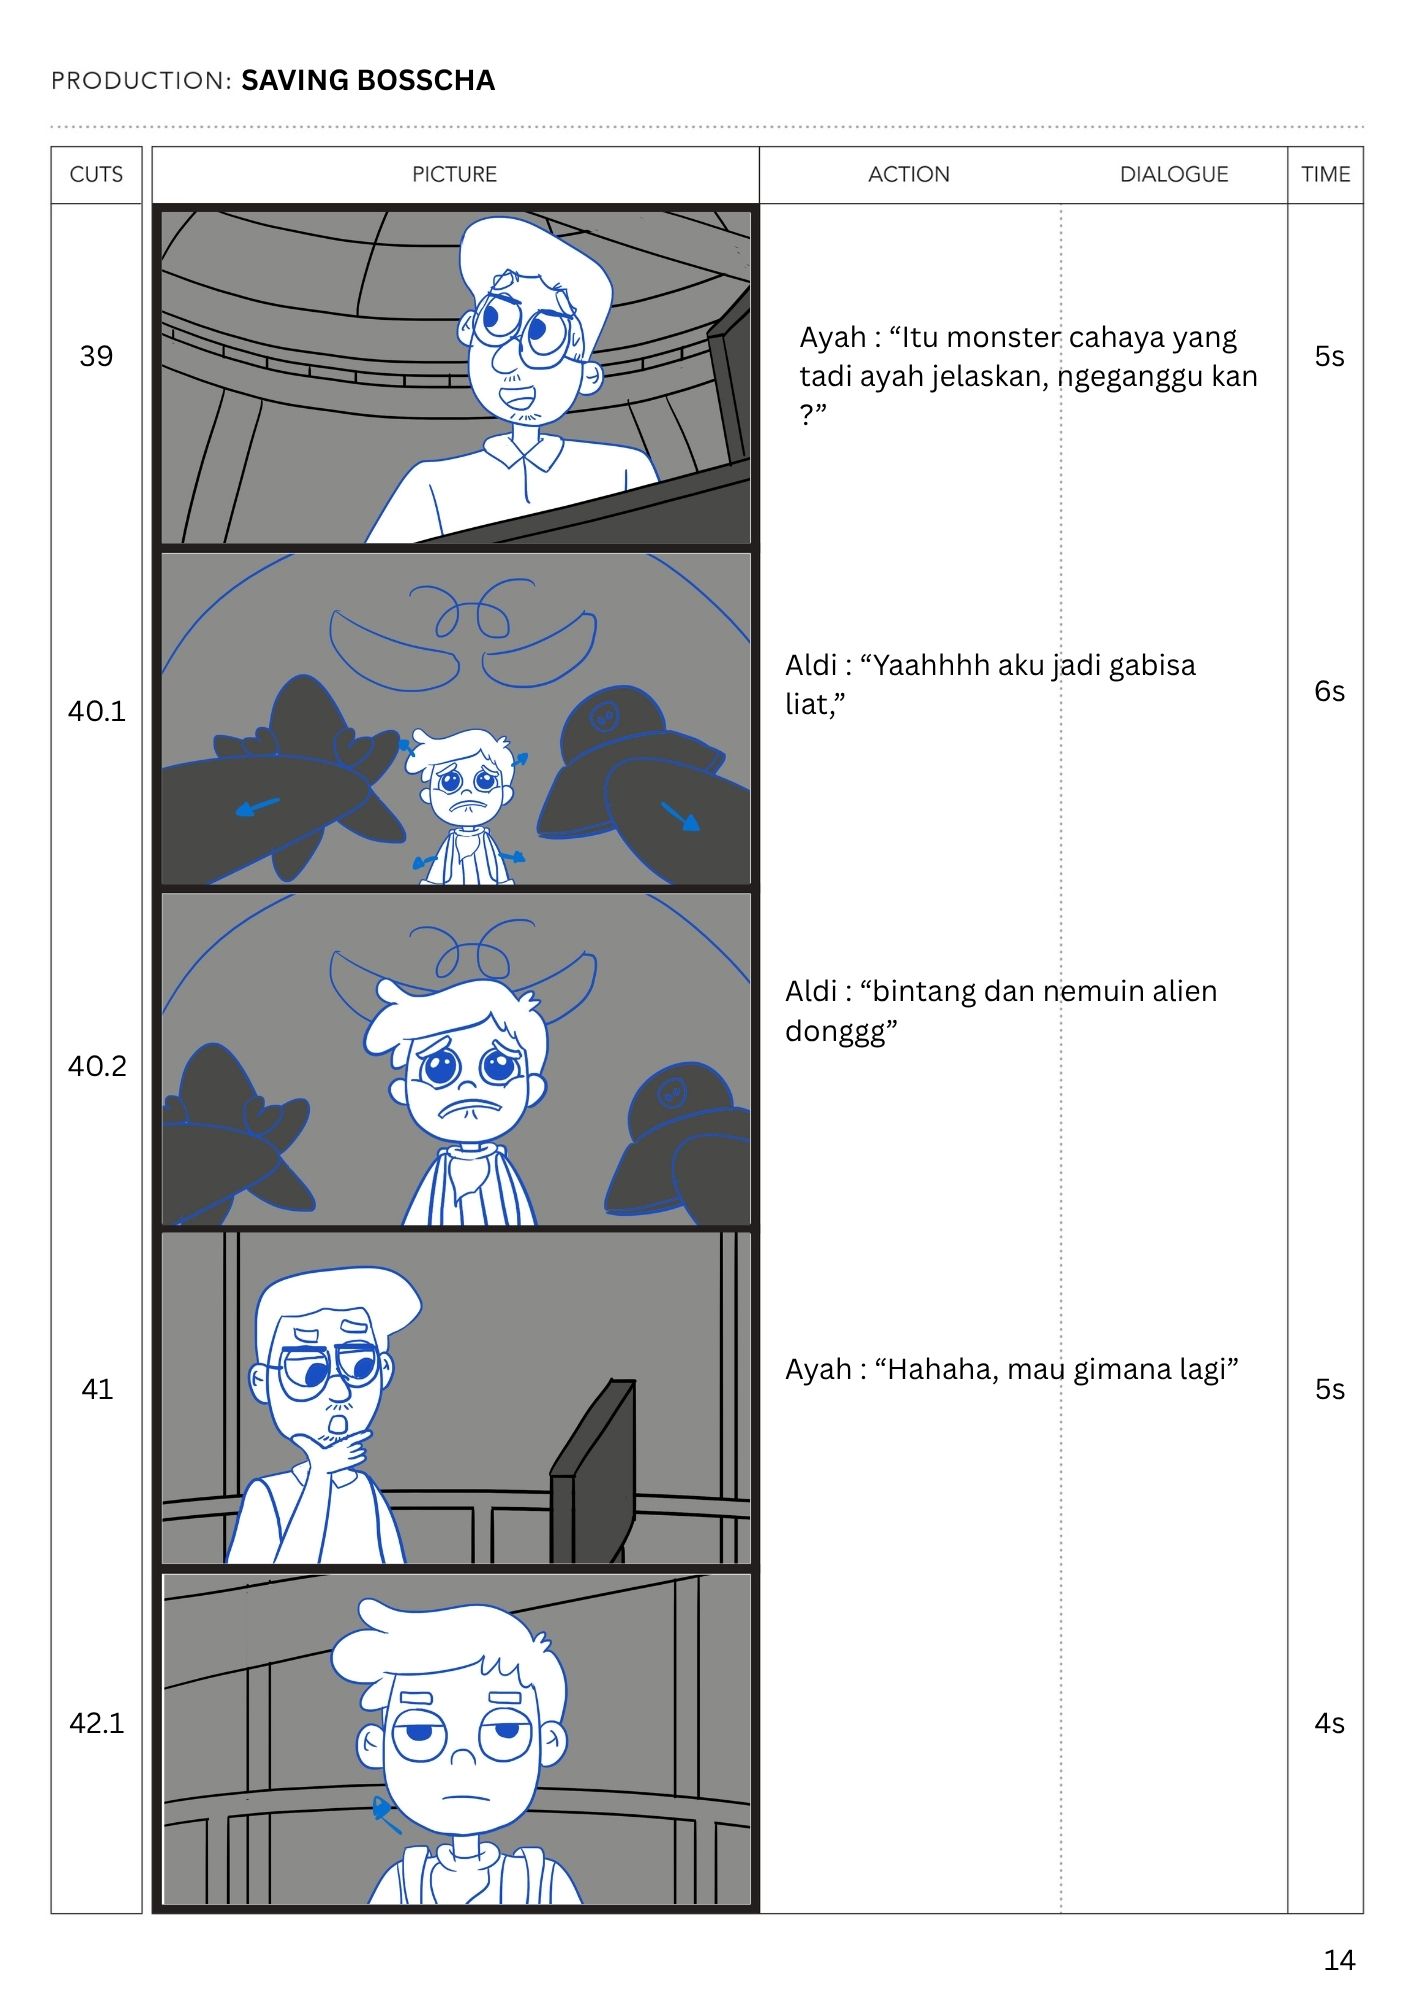 PRODUCTION: SAVING BOSSCHA
CUTS
PICTURE
ACTION
DIALOGUE
TIME
39
Ayah : “Itu monster cahaya yang
tadi ayah jelaskan, ngeganggu kan
?”
5s
40.1
Aldi : “Yaahhhh aku jadi gabisa
liat,”
6s
40.2
Aldi : “bintang dan nemuin alien
donggg”
41
Ayah : “Hahaha, mau gimana lagi”
5s
42.1
4s
14